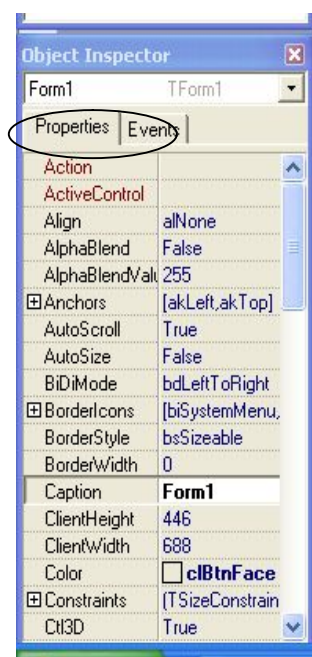 Object Inspector
Form1 TForm1
Properties Events
Action
ActiveControl
Align alNone
AlphaBlend False
AlphaBlendValu 255
Anchors [akLeft,akTop]
AutoScroll True
AutoSize False
BiDiMode bdLeftToRight
BorderIcons [biSystemMenu,
BorderStyle bsSizeable
BorderWidth 0
Caption Form1
ClientHeight 446
ClientWidth 688
Color clBtnFace
Constraints (TSizeConstrain
Ctl3D True